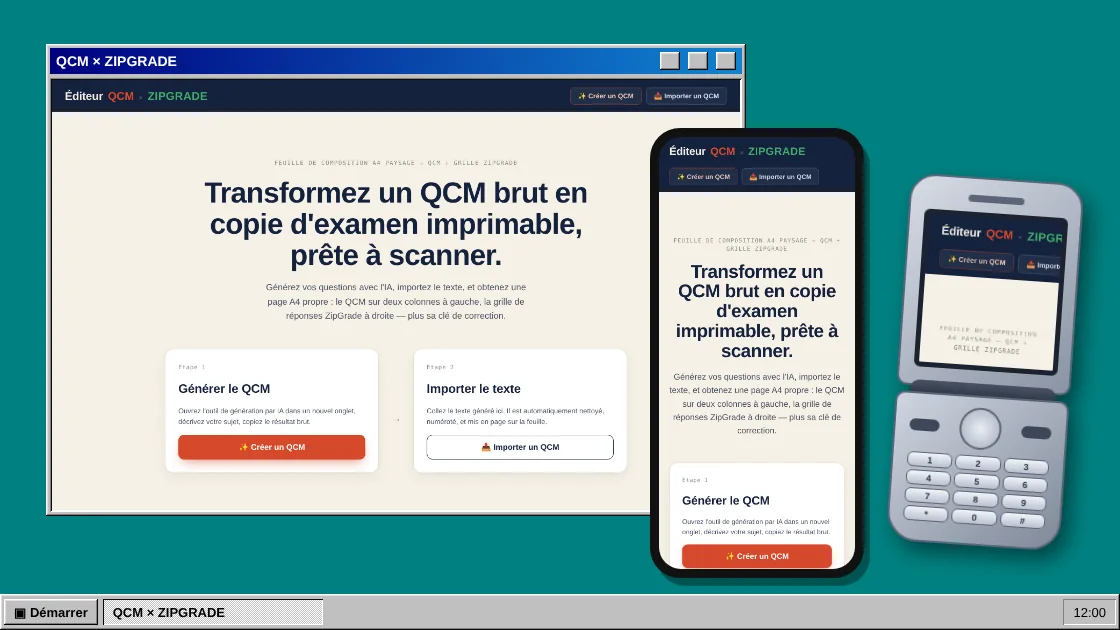 QCM × ZIPGRADE
Éditeur QCM × ZIPGRADE
✨ Créer un QCM
📥 Importer un QCM
FEUILLE DE COMPOSITION A4 PAYSAGE — QCM + GRILLE ZIPGRADE
Transformez un QCM brut en
copie d'examen imprimable,
prête à scanner.
Générez vos questions avec l'IA, importez le texte, et obtenez une
page A4 propre : le QCM sur deux colonnes à gauche, la grille de
réponses ZipGrade à droite — plus sa clé de correction.
Étape 1
Générer le QCM
Ouvrez l'outil de génération par IA dans un nouvel onglet,
décrivez votre sujet, copiez le résultat brut.
✨ Créer un QCM
→
Étape 2
Importer le texte
Collez le texte généré ici. Il est automatiquement nettoyé,
numéroté, et mis en page sur la feuille.
📥 Importer un QCM
Éditeur QCM × ZIPGRADE
✨ Créer un QCM
📥 Importer un QCM
FEUILLE DE COMPOSITION A4 PAYSAGE — QCM +
GRILLE ZIPGRADE
Transformez un
QCM brut en copie
d'examen
imprimable, prête à
scanner.
Générez vos questions avec l'IA, importez le
texte, et obtenez une page A4 propre : le QCM
sur deux colonnes à gauche, la grille de
réponses ZipGrade à droite — plus sa clé de
correction.
Étape 1
Générer le QCM
Ouvrez l'outil de génération par IA dans un nouvel
onglet, décrivez votre sujet, copiez le résultat brut.
✨ Créer un QCM
Éditeur QCM × ZIPGR
✨ Créer un QCM
📥 Importe
FEUILLE DE COMPOSITION
A4 PAYSAGE — QCM +
GRILLE ZIPGRADE
1 2 3
4 5 6
7 8 9
* 0 #
▣ Démarrer
QCM × ZIPGRADE
12:00